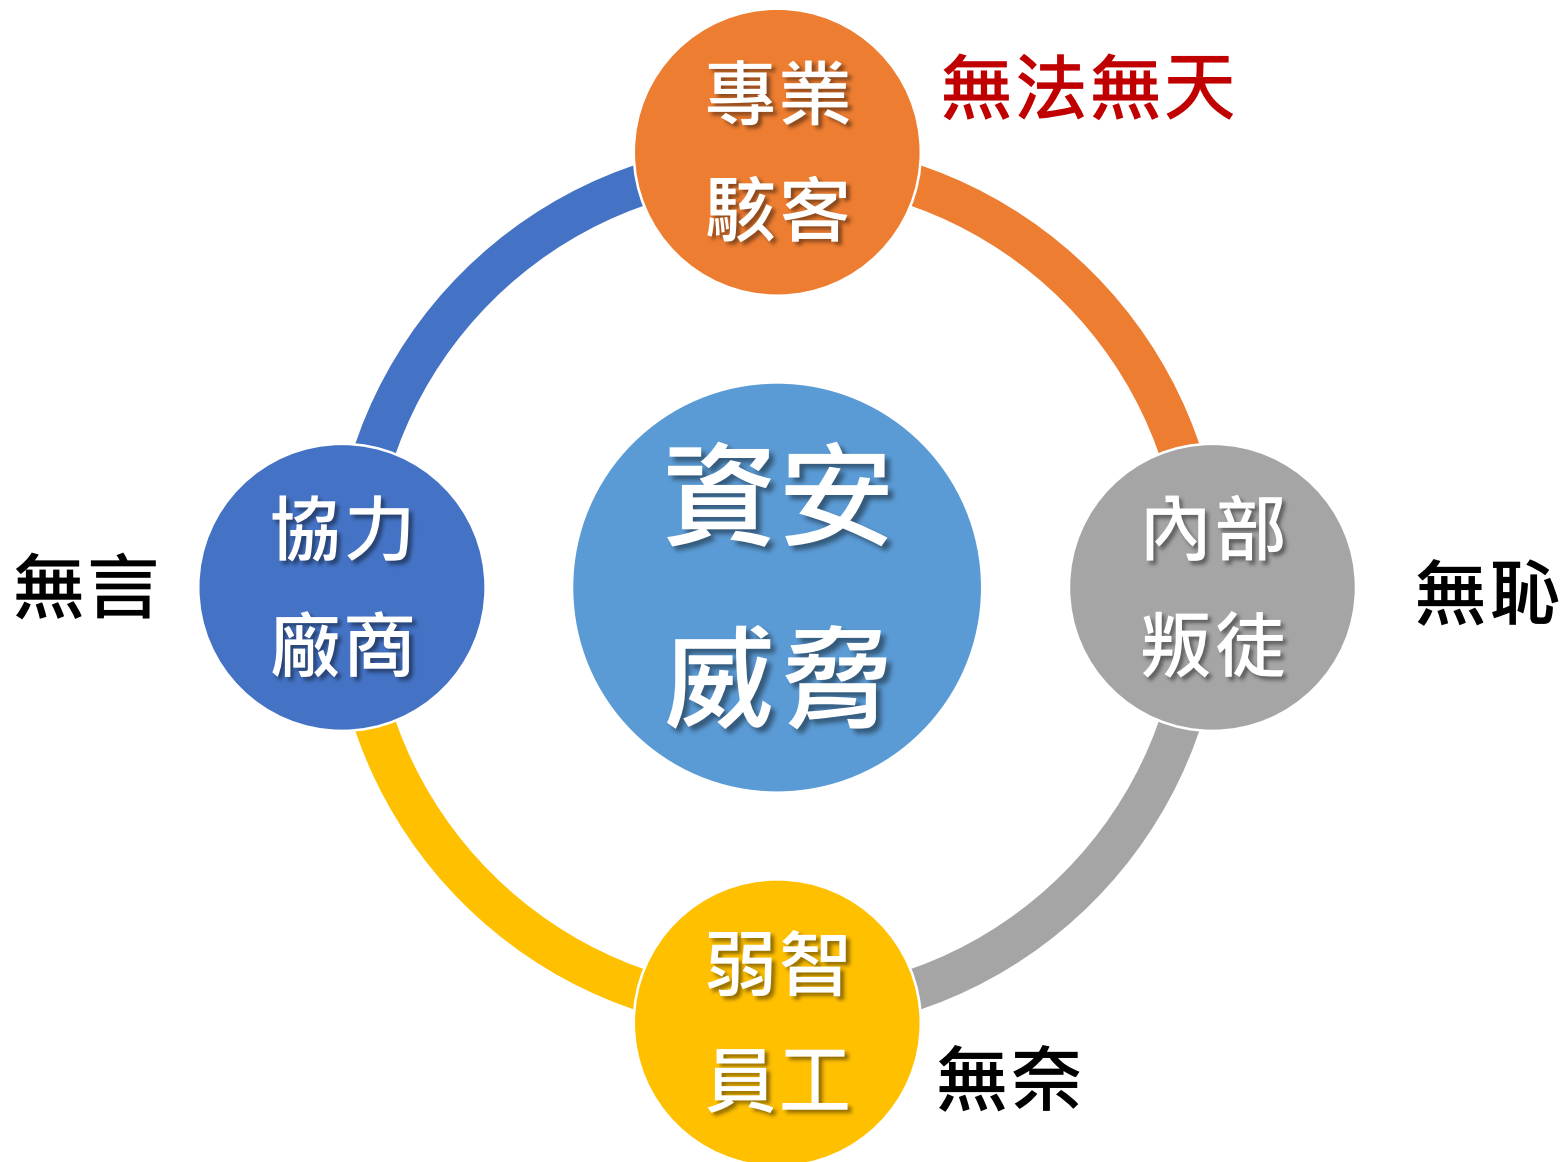 專業
駭客
無法無天
資安
威脅
協力
廠商
無言
內部
叛徒
無恥
弱智
員工
無奈